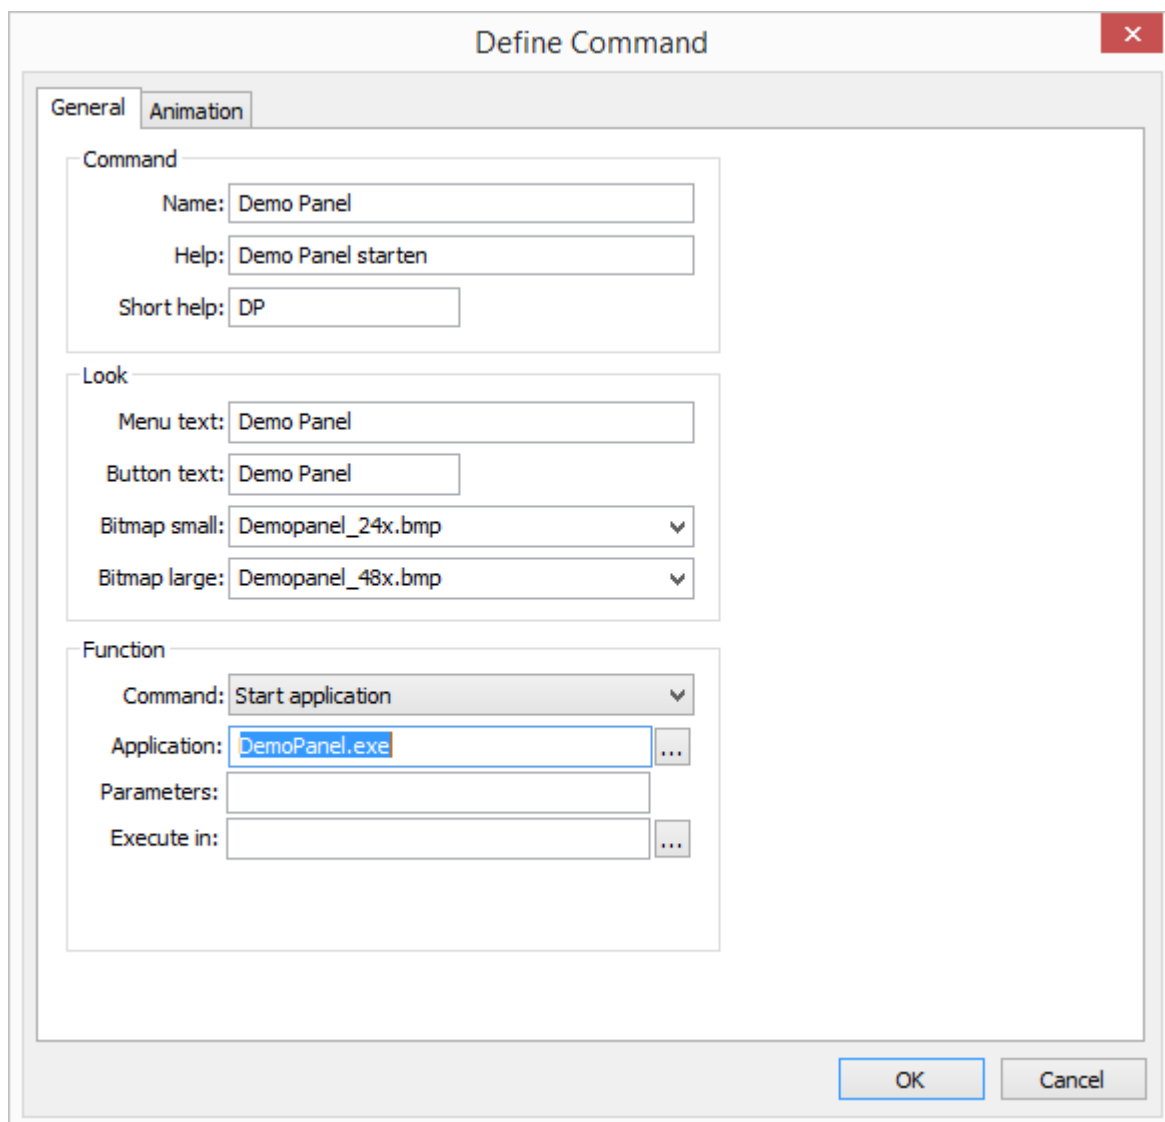 Define Command
General Animation
Command
Name: Demo Panel
Help: Demo Panel starten
Short help: DP
Look
Menu text: Demo Panel
Button text: Demo Panel
Bitmap small: Demopanel_24x.bmp
Bitmap large: Demopanel_48x.bmp
Function
Command: Start application
Application: DemoPanel.exe ...
Parameters:
Execute in: ...
OK Cancel